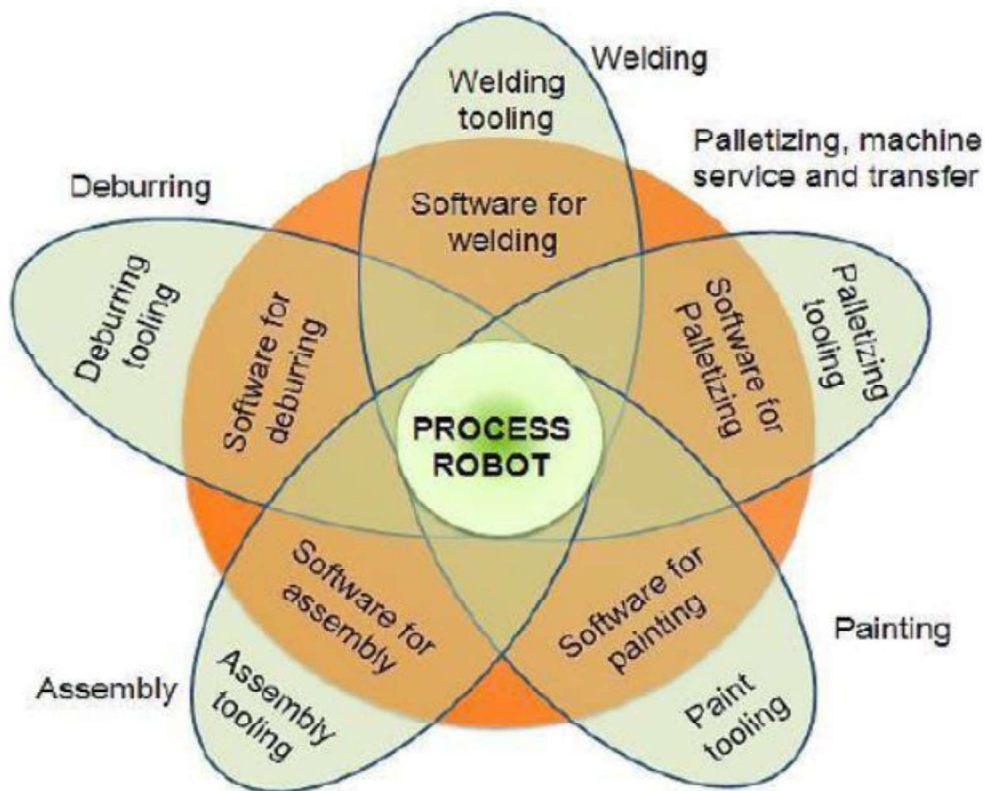 Welding
Welding
tooling
Palletizing, machine
service and transfer
Deburring
Software for
welding
Deburring
tooling
Software for
deburring
Software for
Palletizing
Palletizing
tooling
PROCESS
ROBOT
Software for
assembly
Software for
painting
Painting
Assembly
Assembly
tooling
Paint
tooling